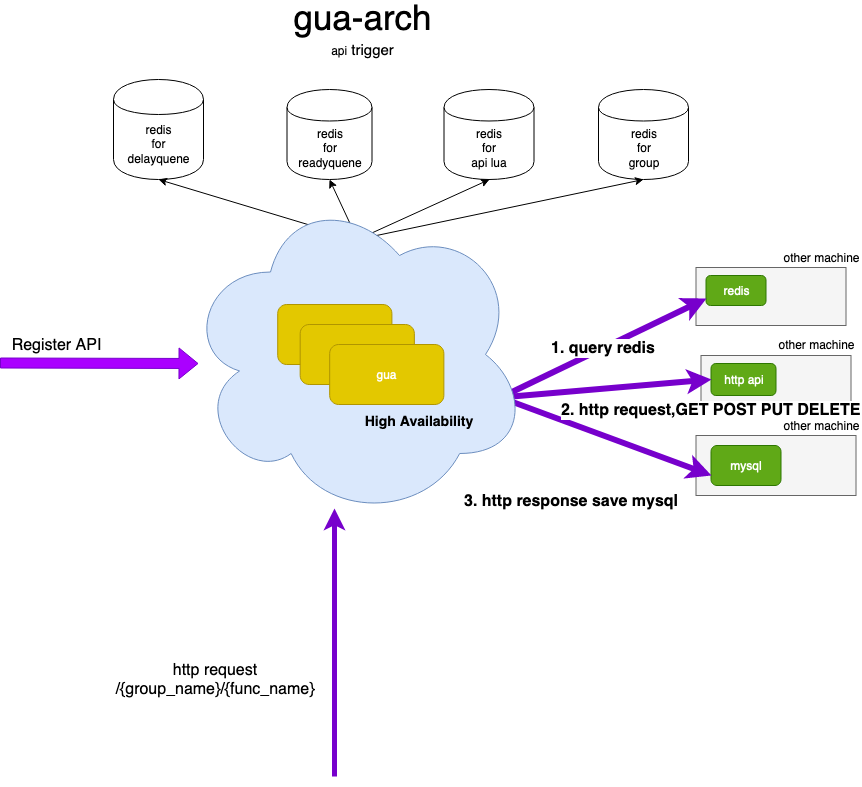 gua-arch
api trigger
redis
for
delayquene
redis
for
readyquene
redis
for
api lua
redis
for
group
other machine
redis
Register API
1. query redis
other machine
http api
gua
2. http request,GET POST PUT DELETE
High Availability
other machine
mysql
3. http response save mysql
http request
/{group_name}/{func_name}